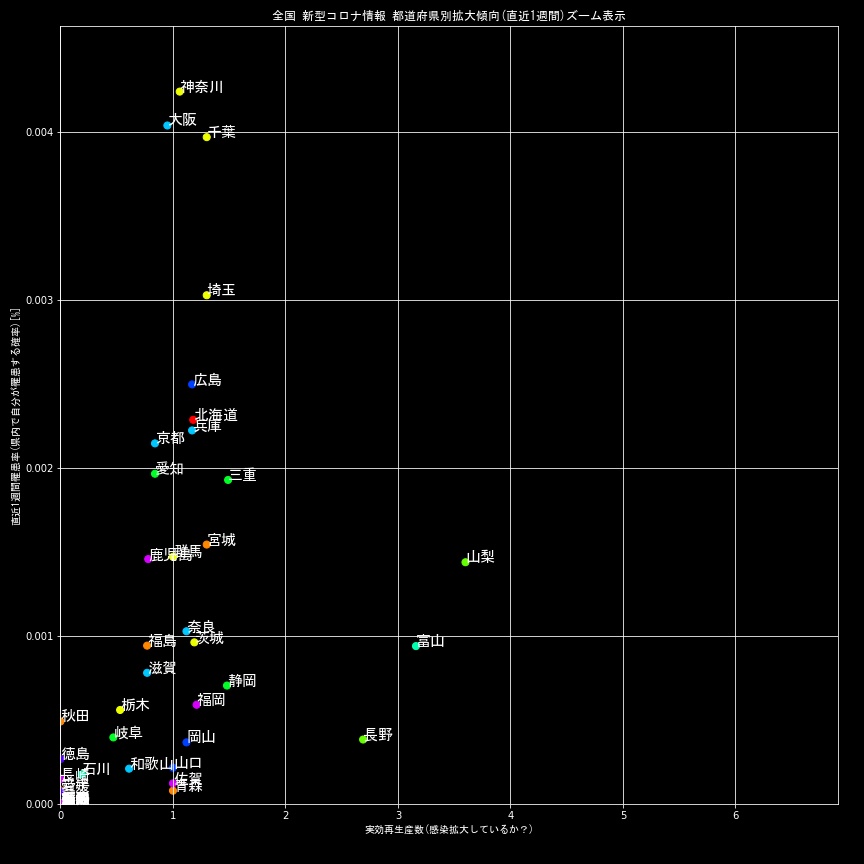 全国 新型コロナ情報 都道府県別拡大傾向(直近1週間)ズーム表示
神奈川
大阪
千葉
0.004
埼玉
0.003
広島
北海道
兵庫
京都
愛知
三重
0.002
宮城
群馬
鹿児島
山梨
奈良
茨城
福島
富山
0.001
滋賀
静岡
福岡
栃木
秋田
岐阜
岡山
長野
徳島
和歌山
山口
石川
長崎
佐賀
愛媛
青森
0.000
0
1
2
3
4
5
6
実効再生産数(感染拡大しているか?)
直近1週間罹患率(県内で自分が罹患する確率)[%]